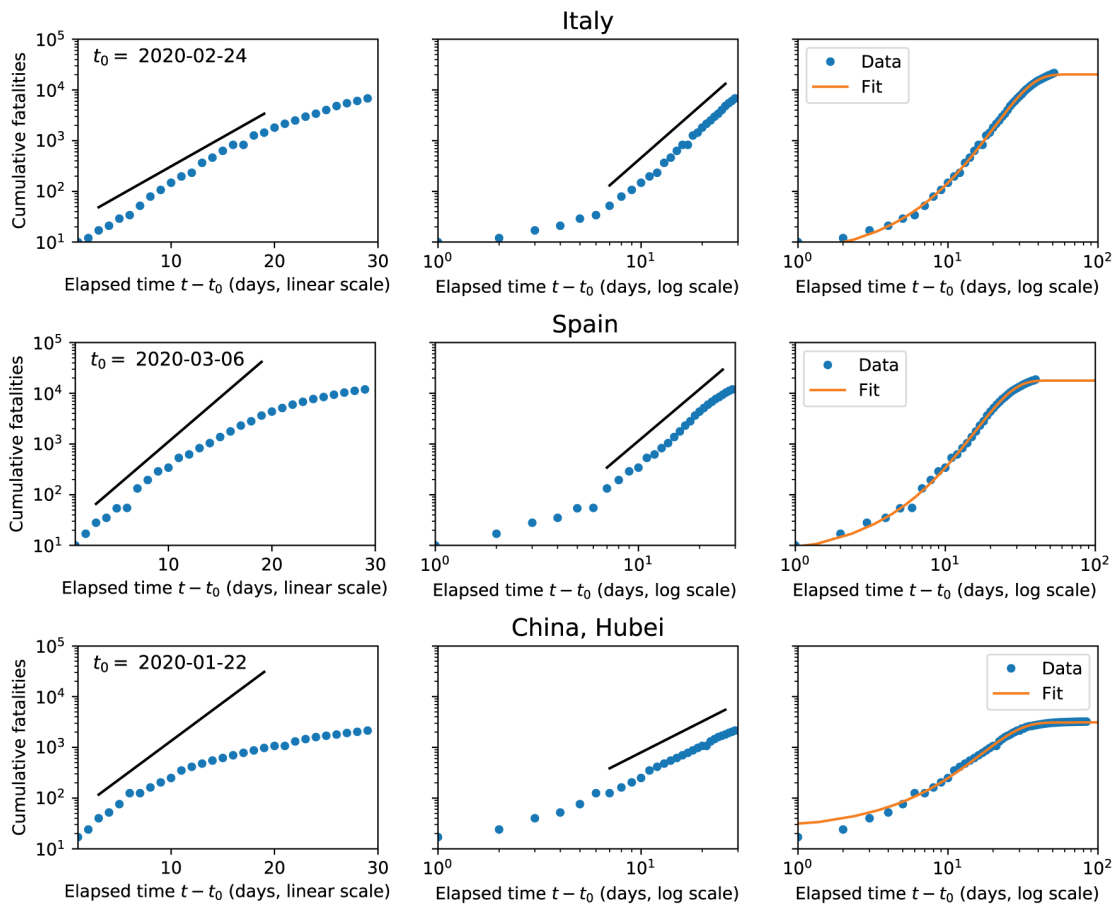 Italy
Cumulative fatalities
10^5
10^4
10^3
10^2
10^1
t_0 = 2020-02-24
10
20
30
Elapsed time t − t_0 (days, linear scale)
10^0
10^1
Elapsed time t − t_0 (days, log scale)
Data
Fit
10^0
10^1
10^2
Elapsed time t − t_0 (days, log scale)
Spain
Cumulative fatalities
10^5
10^4
10^3
10^2
10^1
t_0 = 2020-03-06
10
20
30
Elapsed time t − t_0 (days, linear scale)
10^0
10^1
Elapsed time t − t_0 (days, log scale)
Data
Fit
10^0
10^1
10^2
Elapsed time t − t_0 (days, log scale)
China, Hubei
Cumulative fatalities
10^5
10^4
10^3
10^2
10^1
t_0 = 2020-01-22
10
20
30
Elapsed time t − t_0 (days, linear scale)
10^0
10^1
Elapsed time t − t_0 (days, log scale)
Data
Fit
10^0
10^1
10^2
Elapsed time t − t_0 (days, log scale)